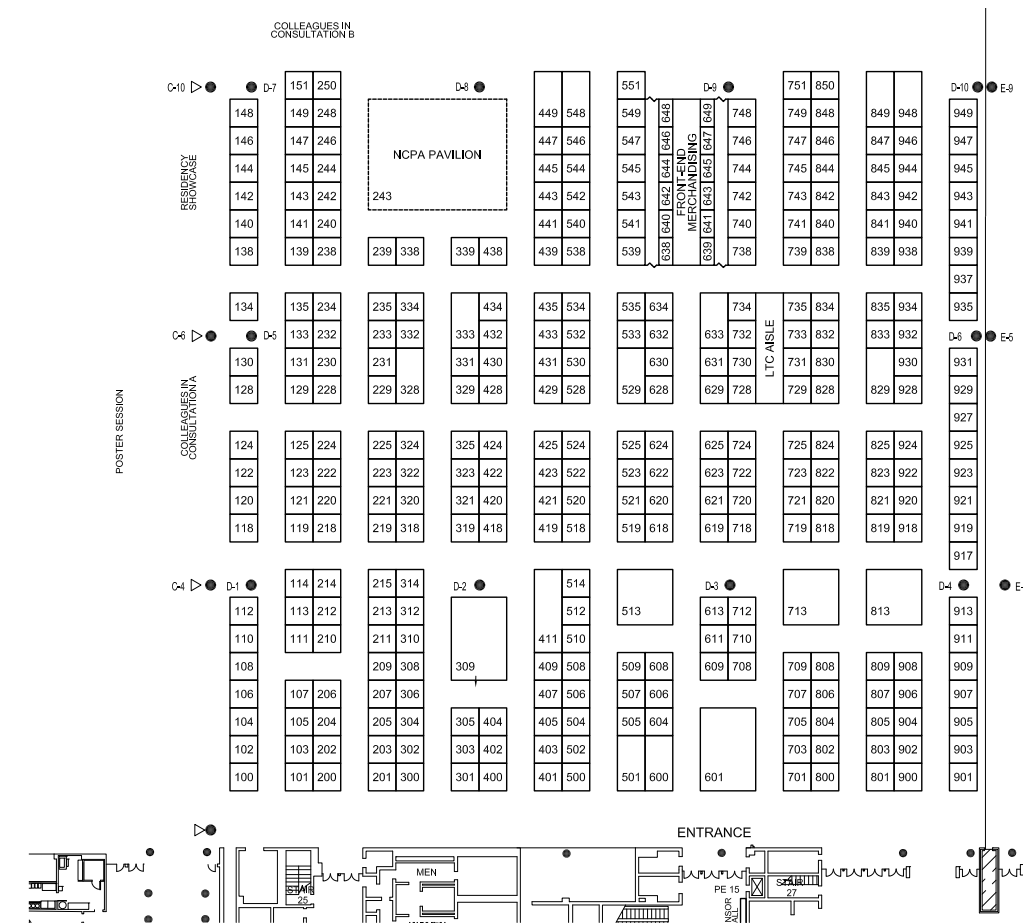 COLLEAGUES IN
CONSULTATION B
C-10 D-7 151 250 D-8 551 D-9 751 850 D-10 E-9
148 149 248 449 548 549 648 649 748 749 848 849 948 949
146 147 246 NCPA PAVILION 447 546 547 646 647 746 747 846 847 946 947
RESIDENCY
SHOWCASE
FRONT-END
MERCHANDISING
144 145 244 445 544 545 644 645 744 745 844 845 944 945
142 143 242 243 443 542 543 642 643 742 743 842 843 942 943
140 141 240 441 540 541 640 641 740 741 840 841 940 941
138 139 238 239 338 339 438 439 538 539 638 639 738 739 838 839 938 939
937
134 135 234 235 334 434 435 534 535 634 734 735 834 835 934 935
C-6 D-5 133 232 233 332 333 432 433 532 533 632 633 732 733 832 833 932 D-6 E-5
LTC AISLE
130 131 230 231 331 430 431 530 630 631 730 731 830 930 931
128 129 228 229 328 329 428 429 528 529 628 629 728 729 828 829 928 929
COLLEAGUES IN
CONSULTATION A
POSTER SESSION
927
124 125 224 225 324 325 424 425 524 525 624 625 724 725 824 825 924 925
122 123 222 223 322 323 422 423 522 523 622 623 722 723 822 823 922 923
120 121 220 221 320 321 420 421 520 521 620 621 720 721 820 821 920 921
118 119 218 219 318 319 418 419 518 519 618 619 718 719 818 819 918 919
917
C-4 D-1 114 214 215 314 D-2 514 D-3 D-4 E-
112 113 212 213 312 512 513 613 712 713 813 913
110 111 210 211 310 411 510 611 710 911
108 209 308 309 409 508 509 608 609 708 709 808 809 908 909
106 107 206 207 306 407 506 507 606 707 806 807 906 907
104 105 204 205 304 305 404 405 504 505 604 705 804 805 904 905
102 103 202 203 302 303 402 403 502 703 802 803 902 903
100 101 200 201 300 301 400 401 500 501 600 601 701 800 801 900 901
ENTRANCE
MEN
STAIR
25
PE 15
STAIR
27